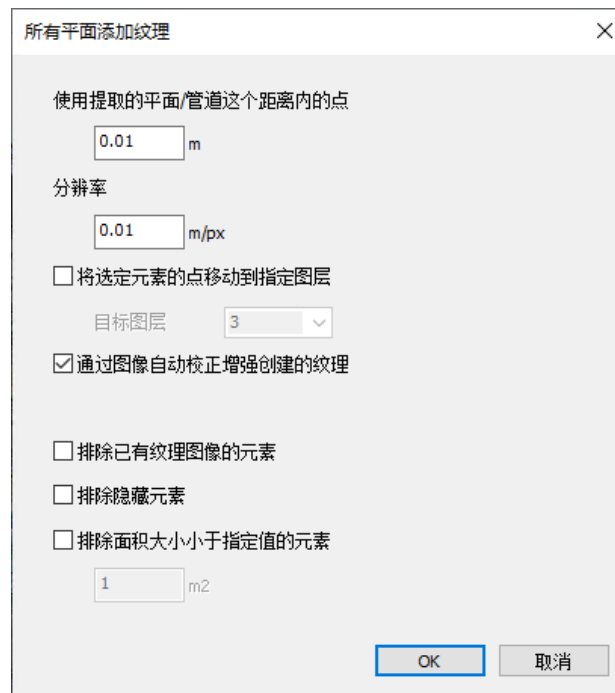 所有平面添加纹理
使用提取的平面/管道这个距离内的点
0.01 m
分辨率
0.01 m/px
将选定元素的点移动到指定图层
目标图层 3
通过图像自动校正增强创建的纹理
排除已有纹理图像的元素
排除隐藏元素
排除面积大小小于指定值的元素
1 m2
OK 取消